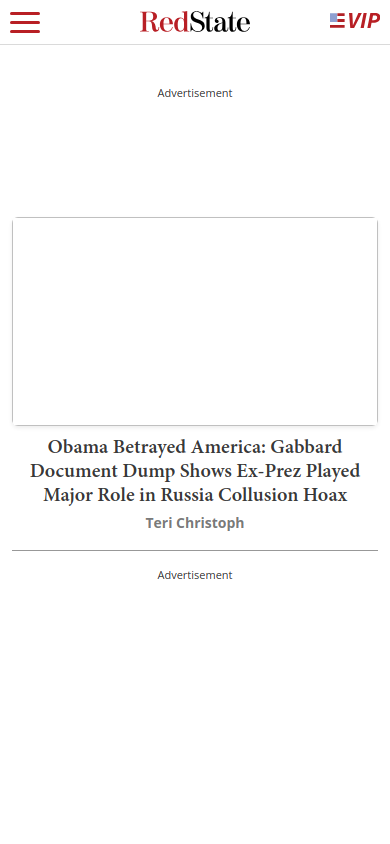 RedState
VIP
Advertisement
Obama Betrayed America: Gabbard
Document Dump Shows Ex-Prez Played
Major Role in Russia Collusion Hoax
Teri Christoph
Advertisement